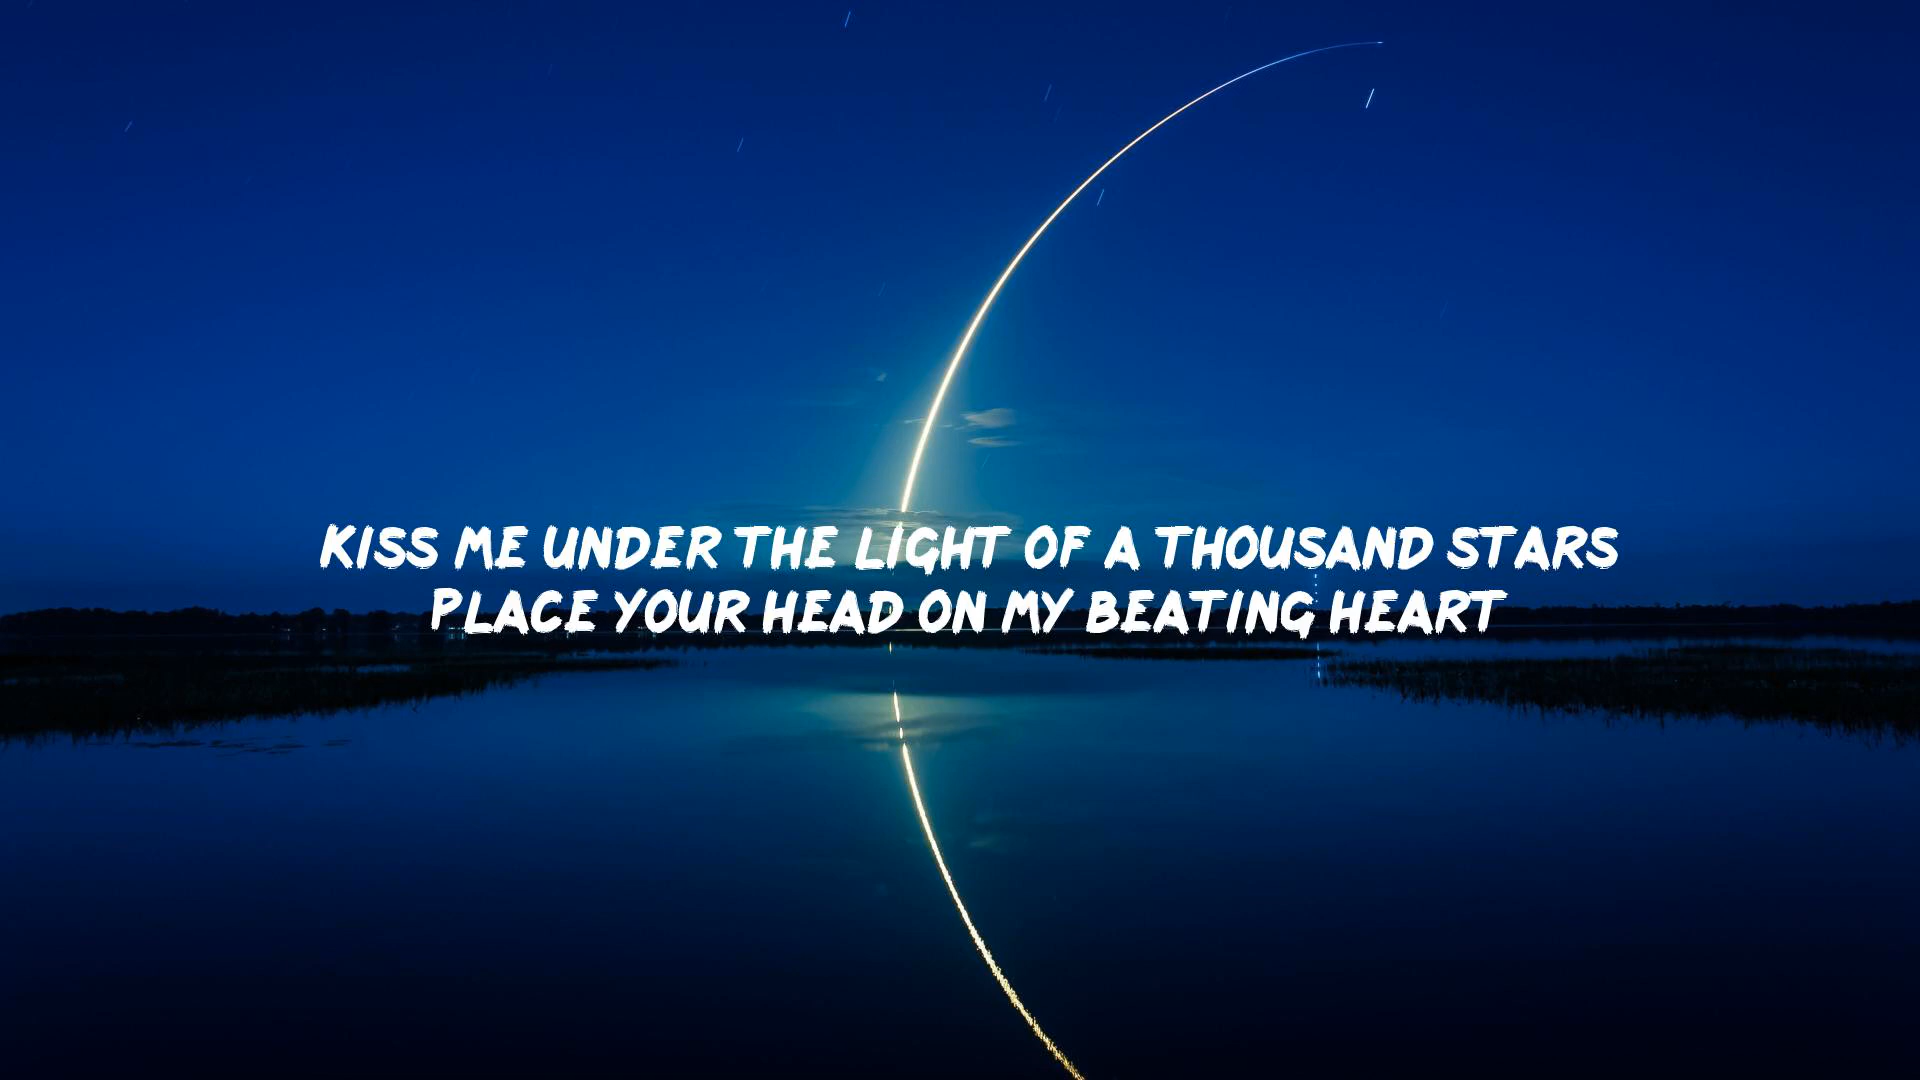 KISS ME UNDER THE LIGHT OF A THOUSAND STARS
PLACE YOUR HEAD ON MY BEATING HEART